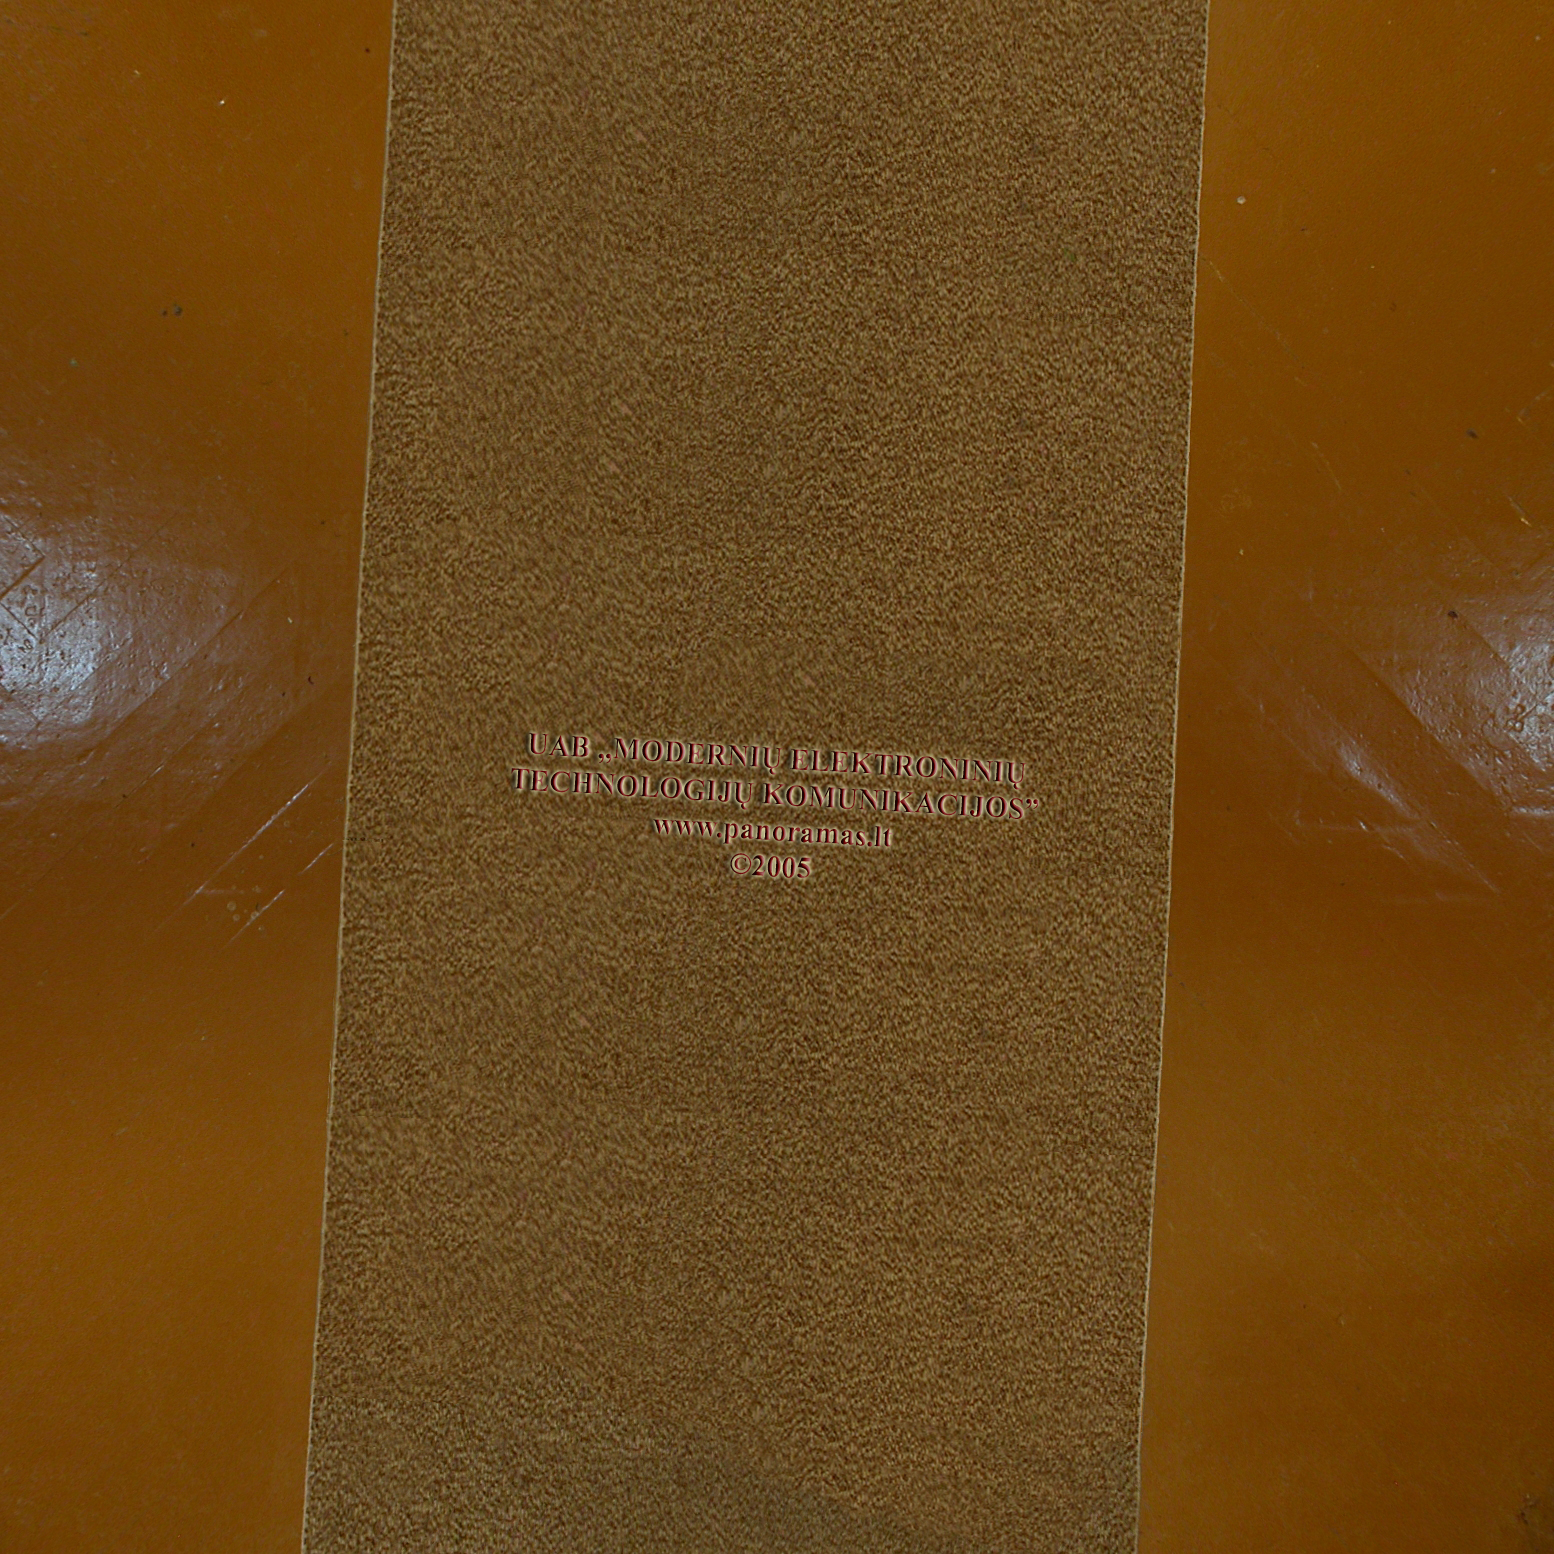 UAB „MODERNIŲ ELEKTRONINIŲ
TECHNOLOGIJŲ KOMUNIKACIJOS”
www.panoramas.lt
©2005